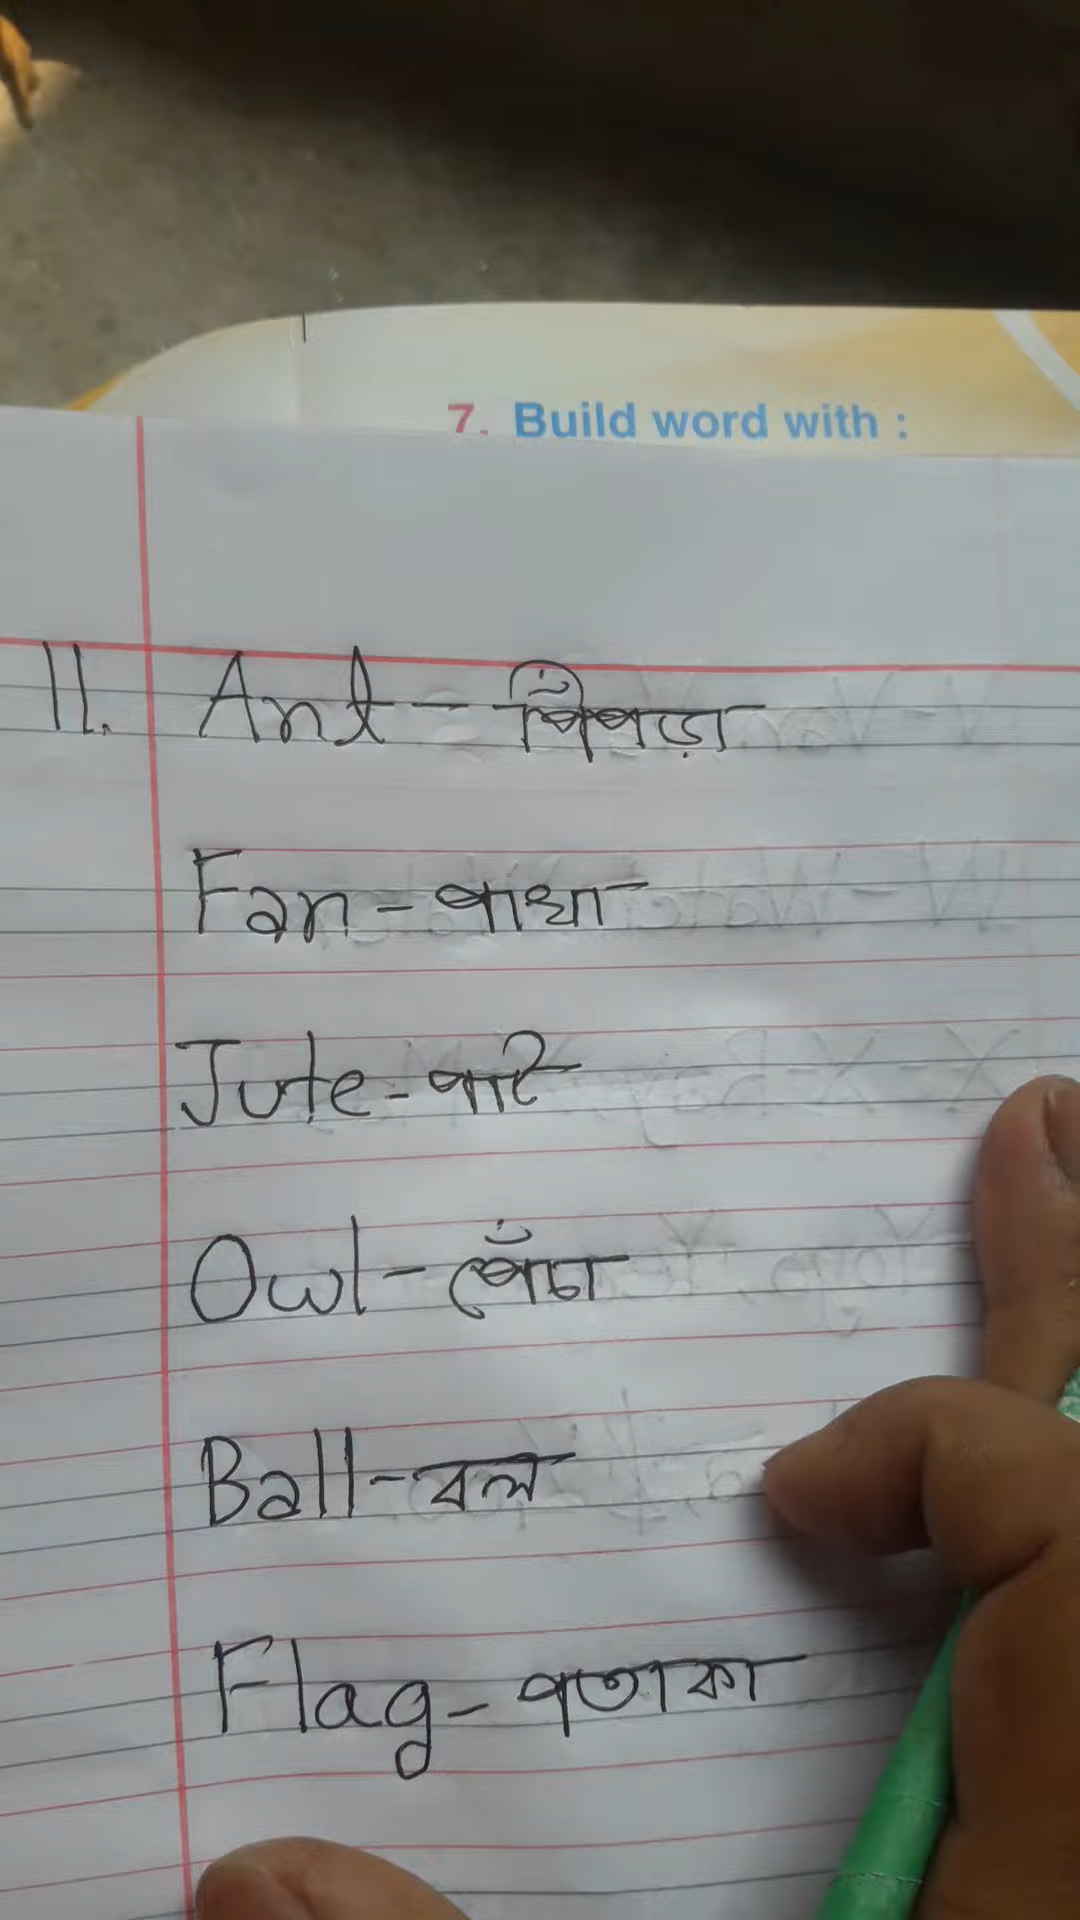 7. Build word with :
11. Ant - পিঁপড়া
Fan - পাখা
Jute - পাট
Owl - পেঁচা
Ball - বল
Flag - পতাকা